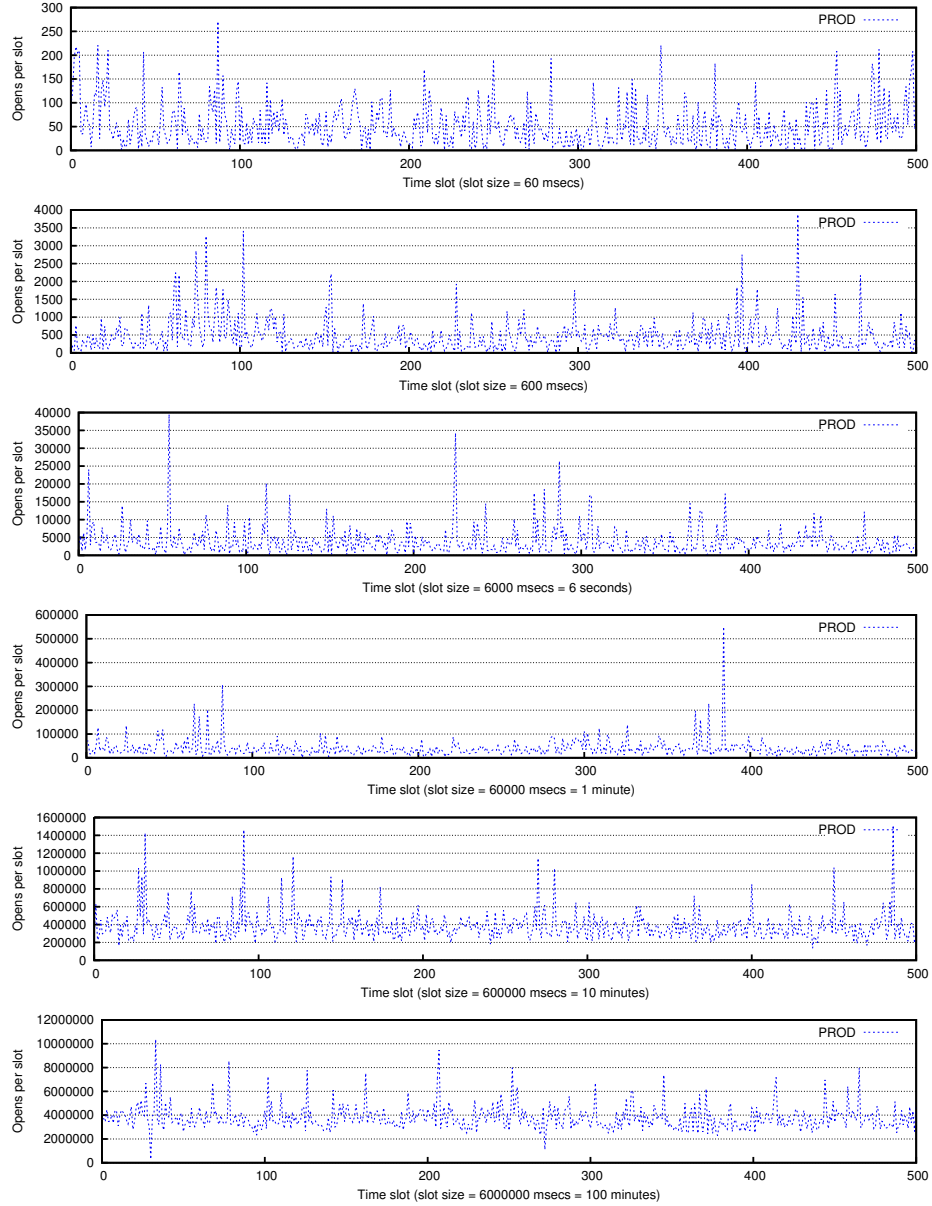 300
250
200
150
100
50
0
Opens per slot
PROD
0 100 200 300 400 500
Time slot (slot size = 60 msecs)
4000
3500
3000
2500
2000
1500
1000
500
0
Opens per slot
PROD
0 100 200 300 400 500
Time slot (slot size = 600 msecs)
40000
35000
30000
25000
20000
15000
10000
5000
0
Opens per slot
PROD
0 100 200 300 400 500
Time slot (slot size = 6000 msecs = 6 seconds)
600000
500000
400000
300000
200000
100000
0
Opens per slot
PROD
0 100 200 300 400 500
Time slot (slot size = 60000 msecs = 1 minute)
1600000
1400000
1200000
1000000
800000
600000
400000
200000
0
Opens per slot
PROD
0 100 200 300 400 500
Time slot (slot size = 600000 msecs = 10 minutes)
12000000
10000000
8000000
6000000
4000000
2000000
0
Opens per slot
PROD
0 100 200 300 400 500
Time slot (slot size = 6000000 msecs = 100 minutes)